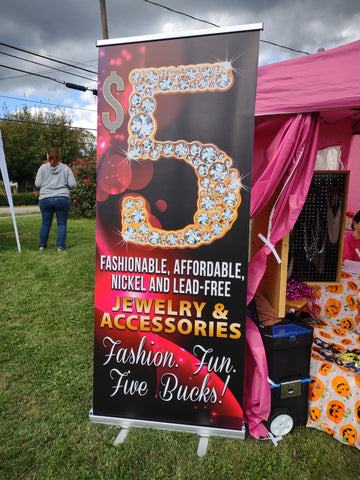 $5
FASHIONABLE, AFFORDABLE,
NICKEL AND LEAD-FREE
JEWELRY &
ACCESSORIES
Fashion. Fun.
Five Bucks!